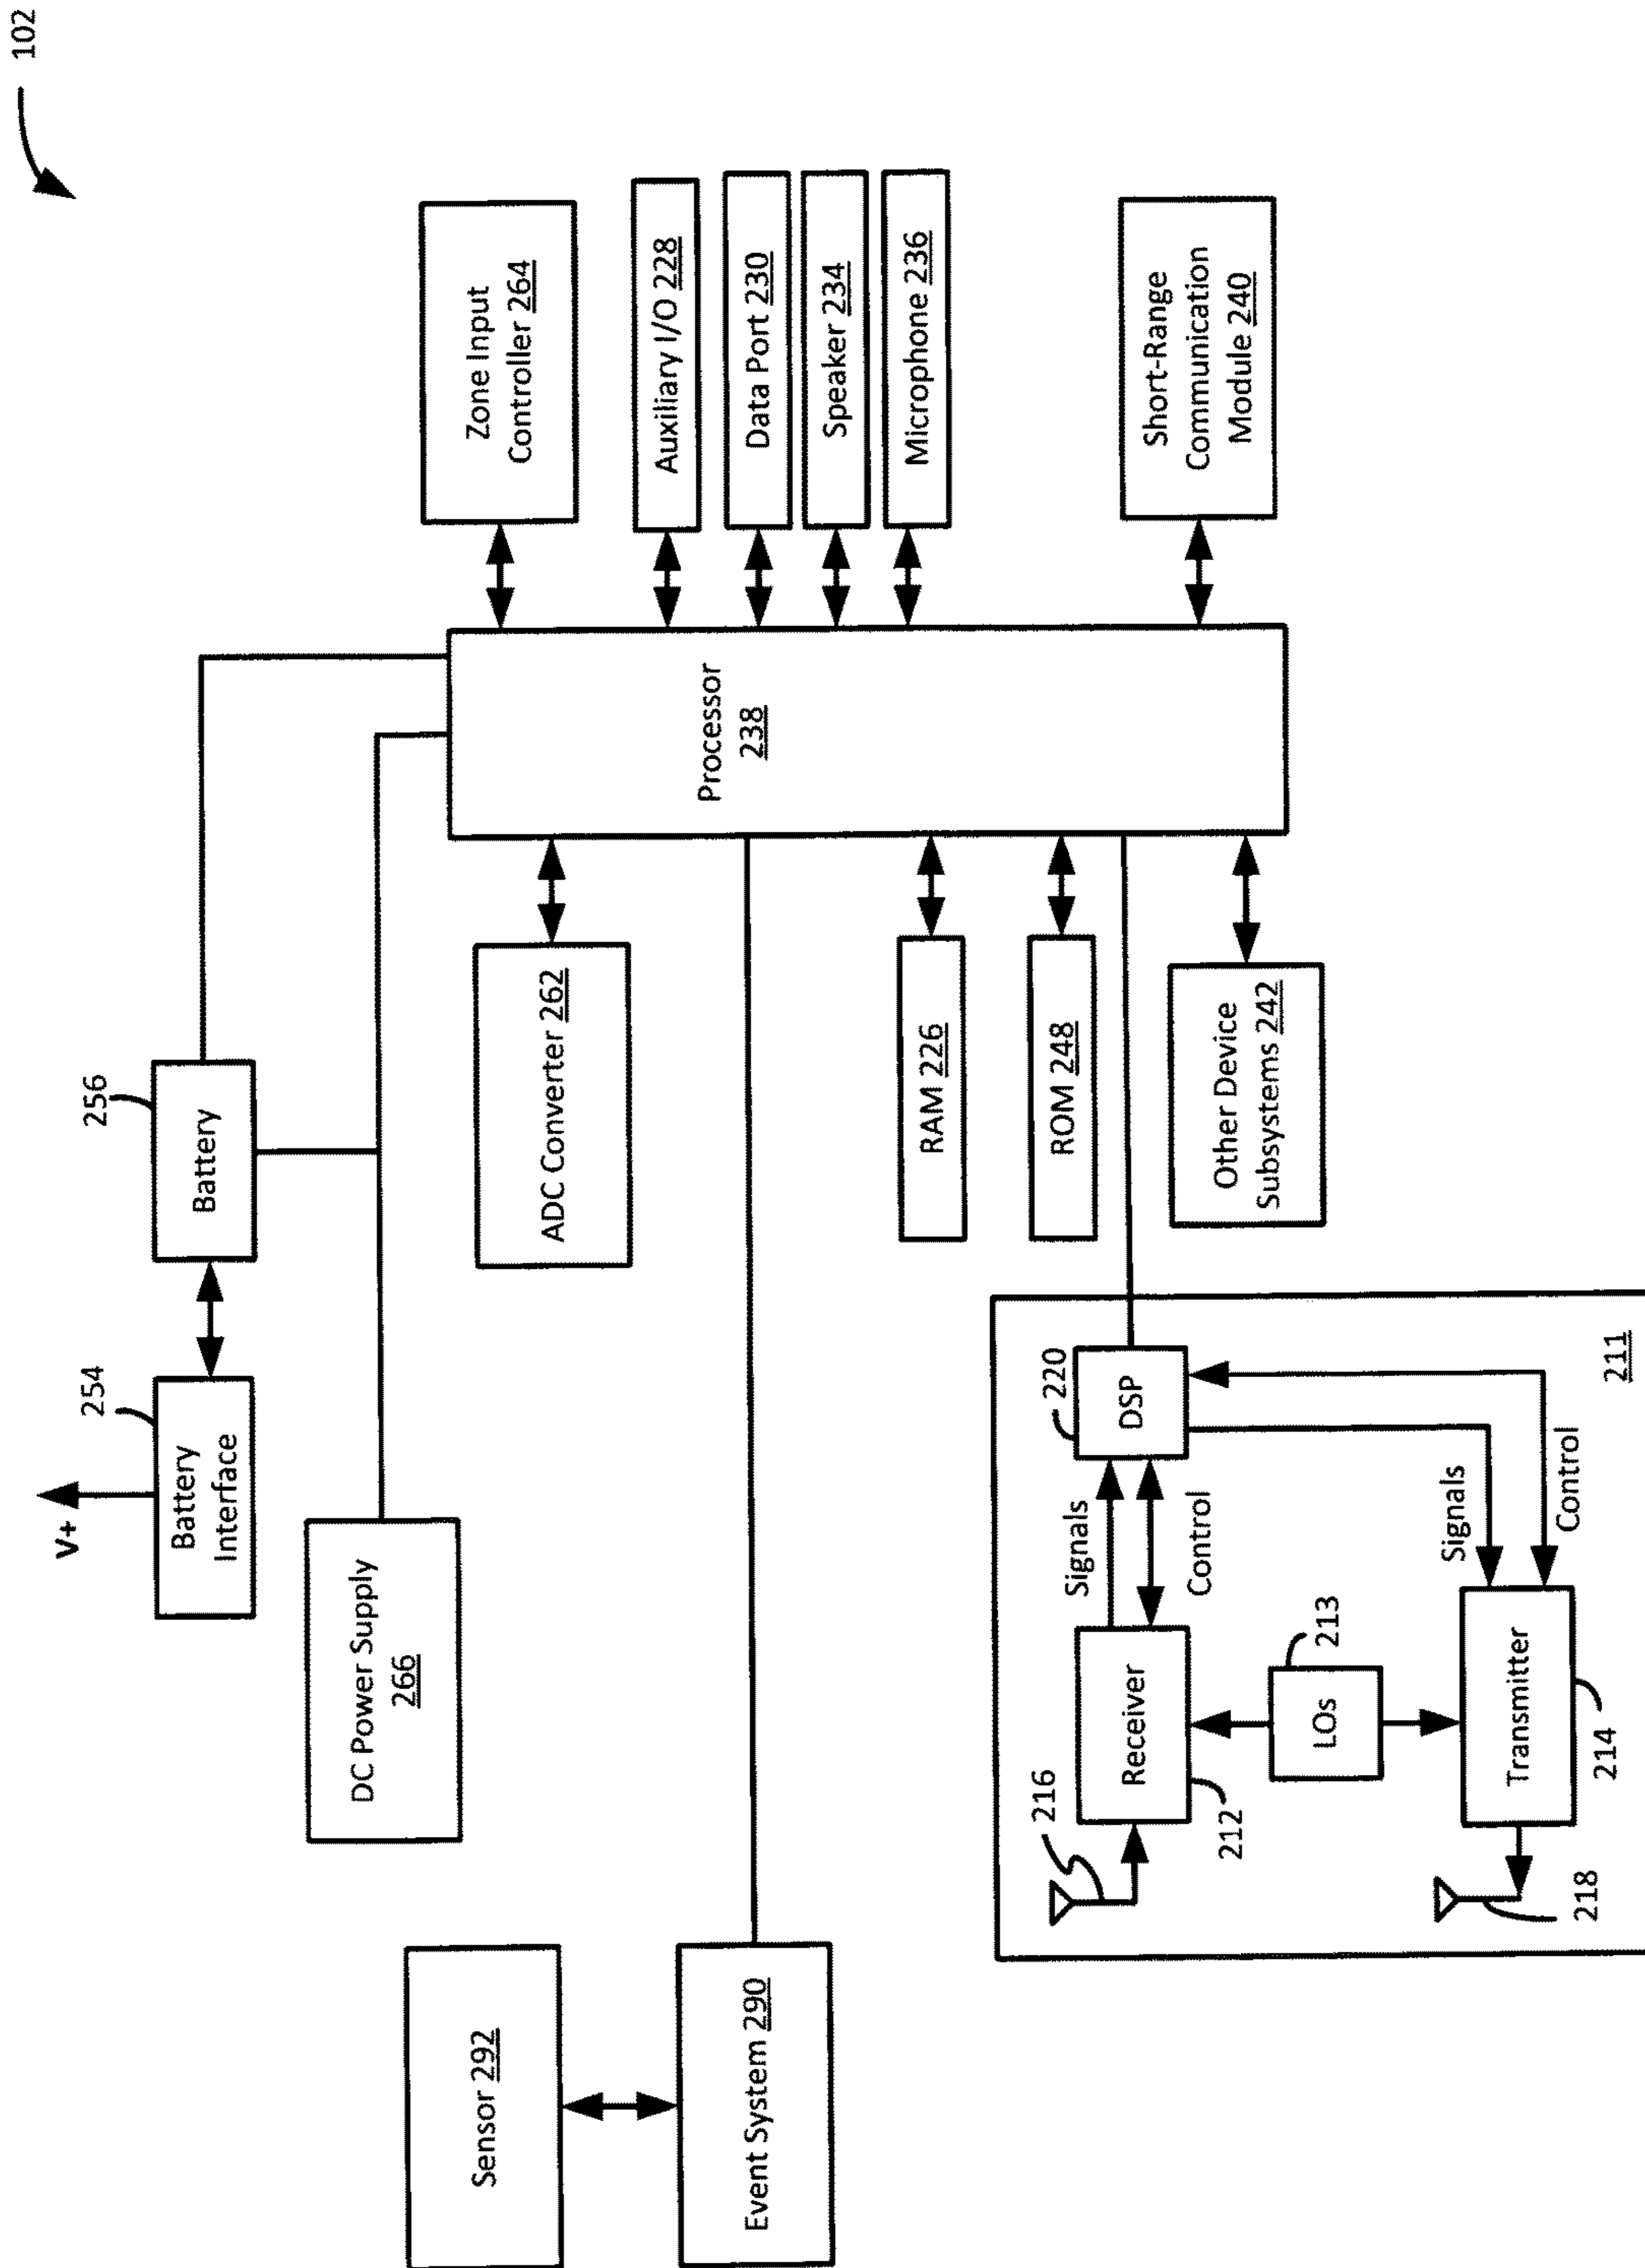 102
V+
254
Battery
Interface
256
Battery
DC Power Supply
266
Zone Input
Controller 264
Sensor 292
ADC Converter 262
Processor
238
Auxiliary I/O 228
Data Port 230
Speaker 234
Microphone 236
Event System 290
RAM 226
ROM 248
Short-Range
Communication
Module 240
Other Device
Subsystems 242
216
Receiver
212
Signals
Control
220
DSP
LOs
213
218
Transmitter
214
Signals
Control
211